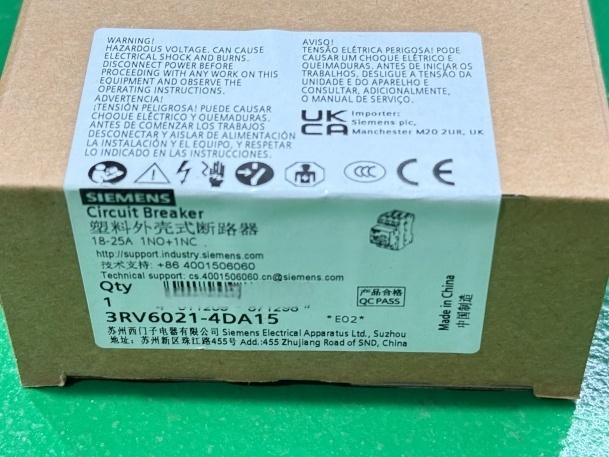 WARNING!
HAZARDOUS VOLTAGE. CAN CAUSE
ELECTRICAL SHOCK AND BURNS.
DISCONNECT POWER BEFORE
PROCEEDING WITH ANY WORK ON THIS
EQUIPMENT AND OBSERVE THE
OPERATING INSTRUCTIONS.
ADVERTENCIA!
¡TENSIÓN PELIGROSA! PUEDE CAUSAR
CHOQUE ELÉCTRICO Y QUEMADURAS.
ANTES DE COMENZAR LOS TRABAJOS
DESCONECTAR Y AISLAR DE ALIMENTACIÓN
LA INSTALACIÓN Y EL EQUIPO, Y RESPETAR
LO INDICADO EN LAS INSTRUCCIONES.
AVISO!
TENSÃO ELÉTRICA PERIGOSA! PODE
CAUSAR UM CHOQUE ELÉTRICO E
QUEIMADURAS. ANTES DE INICIAR OS
TRABALHOS, DESLIGUE A TENSÃO DA
UNIDADE E DO APARELHO E
CONSULTAR, ADICIONALMENTE,
O MANUAL DE SERVIÇO.
UK
CA
Importer:
Siemens plc,
Manchester M20 2UR, UK
CCC
CE
SIEMENS
Circuit Breaker
塑料外壳式断路器
18-25A 1NO+1NC
http://support.industry.siemens.com
技术支持: +86 4001506060
Technical support: cs.4001506060.cn@siemens.com
Qty
1
产品合格
QC PASS
Made in China
中国制造
3RV6021-4DA15
*E02*
苏州西门子电器有限公司 Siemens Electrical Apparatus Ltd., Suzhou
地址: 苏州新区珠江路455号 Add.:455 Zhujiang Road of SND, China